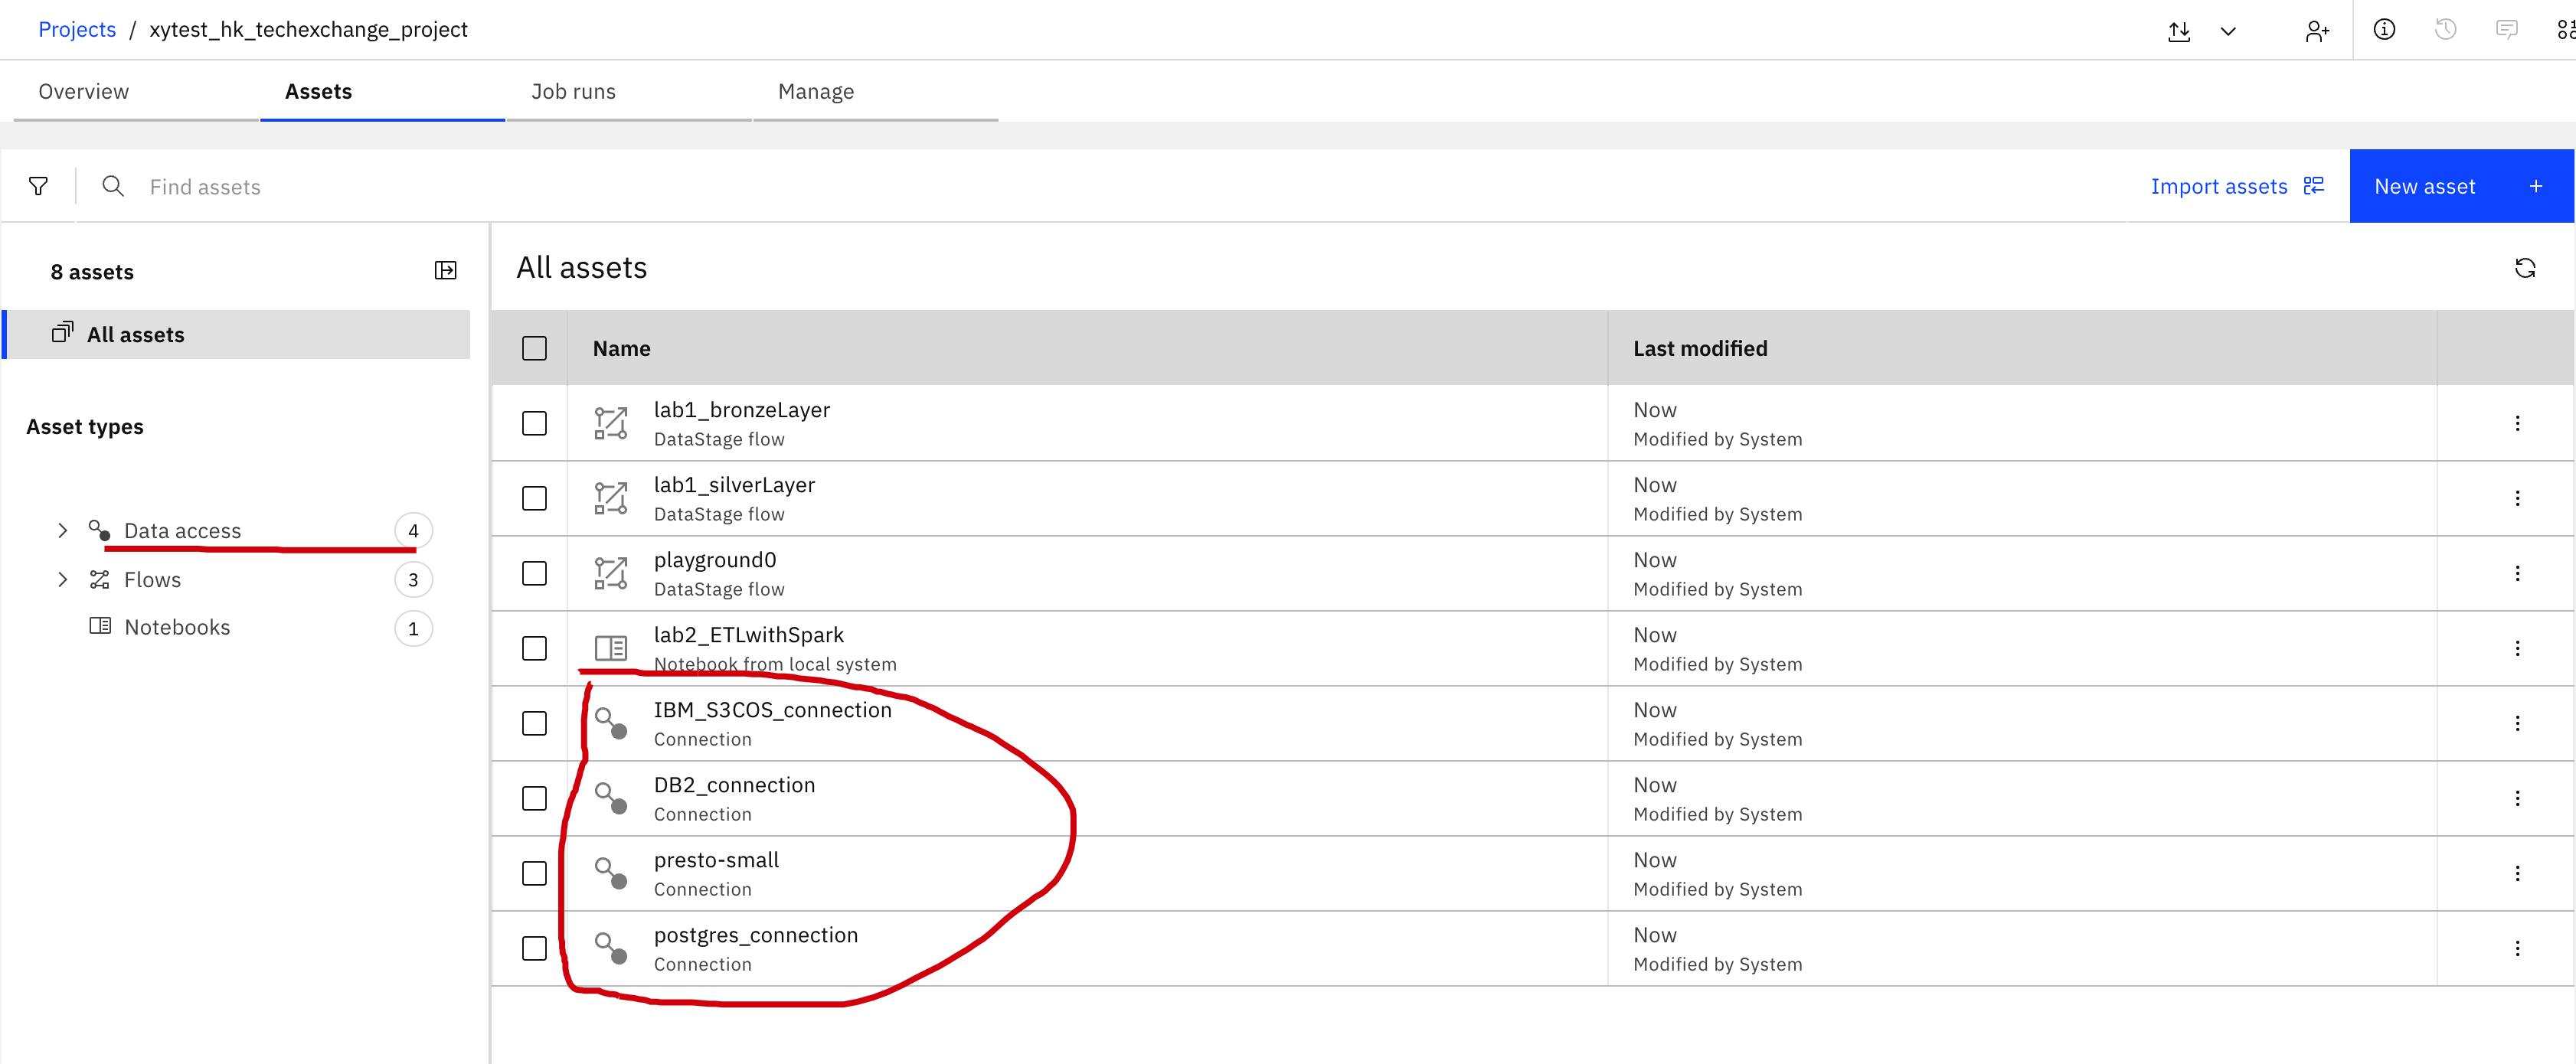 Projects / xytest_hk_techexchange_project
Overview Assets Job runs Manage
Find assets
Import assets New asset +
8 assets
All assets
Asset types
Data access 4
Flows 3
Notebooks 1
All assets
Name Last modified
lab1_bronzeLayer Now
DataStage flow Modified by System
lab1_silverLayer Now
DataStage flow Modified by System
playground0 Now
DataStage flow Modified by System
lab2_ETLwithSpark Now
Notebook from local system Modified by System
IBM_S3COS_connection Now
Connection Modified by System
DB2_connection Now
Connection Modified by System
presto-small Now
Connection Modified by System
postgres_connection Now
Connection Modified by System